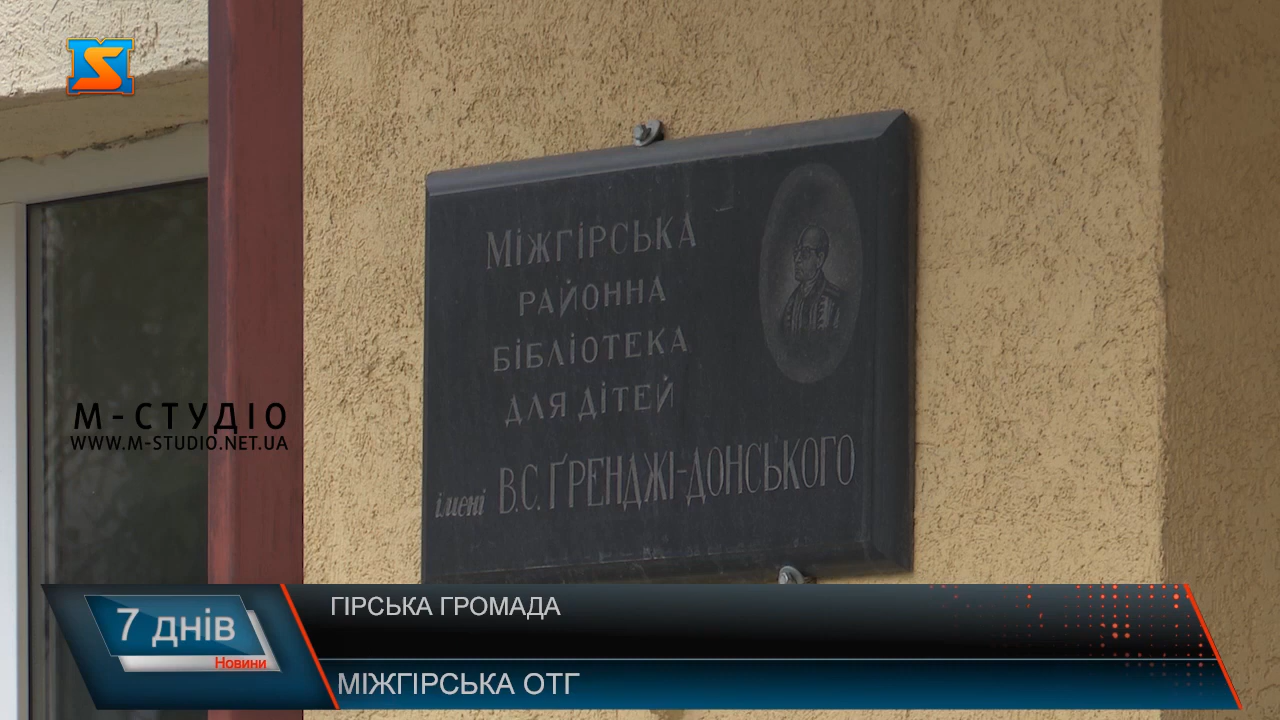 МІЖГІРСЬКА
РАЙОННА
БІБЛІОТЕКА
ДЛЯ ДІТЕЙ
імені В.С. ҐРЕНДЖІ-ДОНСЬКОГО
М-СТУДІО
WWW.M-STUDIO.NET.UA
7 днів
Новини
ГІРСЬКА ГРОМАДА
МІЖГІРСЬКА ОТГ